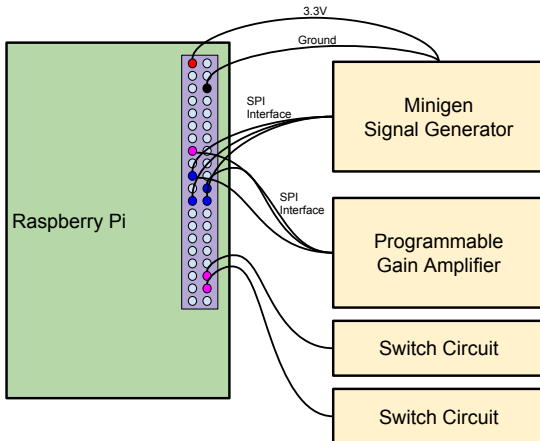 3.3V
Ground
SPI
Interface
Minigen
Signal Generator
Raspberry Pi
SPI
Interface
Programmable
Gain Amplifier
Switch Circuit
Switch Circuit